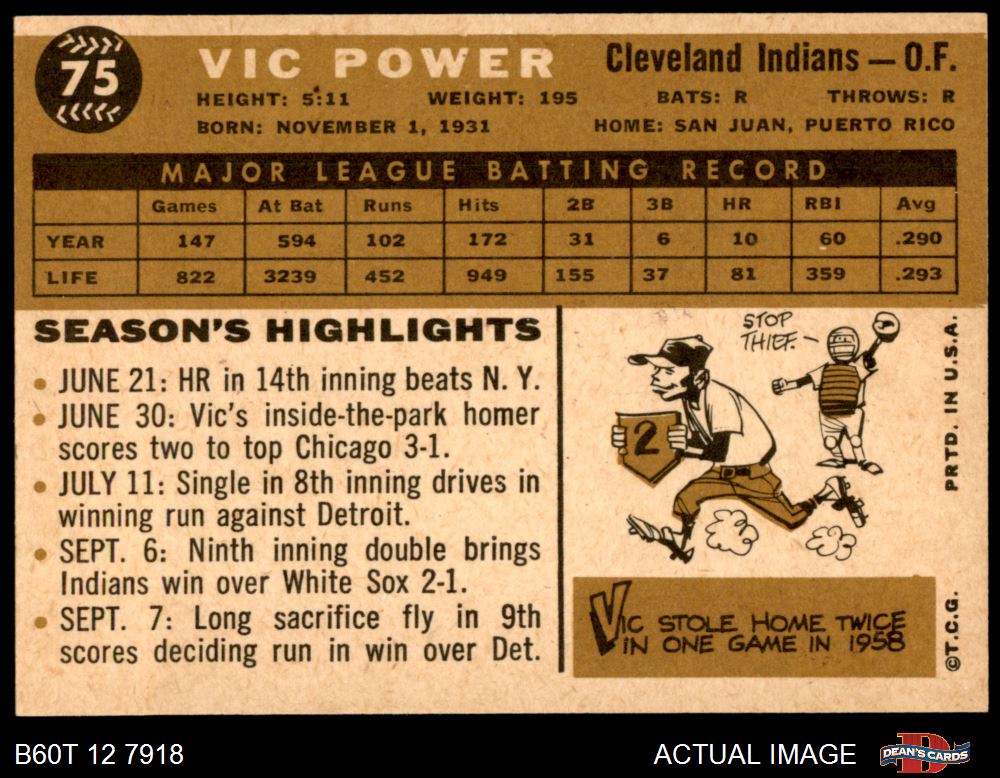 75
VIC POWER
Cleveland Indians — O.F.
HEIGHT: 5:11 WEIGHT: 195 BATS: R THROWS: R
BORN: NOVEMBER 1, 1931 HOME: SAN JUAN, PUERTO RICO
MAJOR LEAGUE BATTING RECORD
Games At Bat Runs Hits 2B 3B HR RBI Avg
YEAR 147 594 102 172 31 6 10 60 .290
LIFE 822 3239 452 949 155 37 81 359 .293
SEASON'S HIGHLIGHTS
• JUNE 21: HR in 14th inning beats N. Y.
• JUNE 30: Vic's inside-the-park homer
scores two to top Chicago 3-1.
• JULY 11: Single in 8th inning drives in
winning run against Detroit.
• SEPT. 6: Ninth inning double brings
Indians win over White Sox 2-1.
• SEPT. 7: Long sacrifice fly in 9th
scores deciding run in win over Det.
STOP
THIEF.
2
VIC STOLE HOME TWICE
IN ONE GAME IN 1958
©T.C.G.
PRTD. IN U.S.A.
B60T 12 7918
ACTUAL IMAGE
D
DEAN'S CARDS